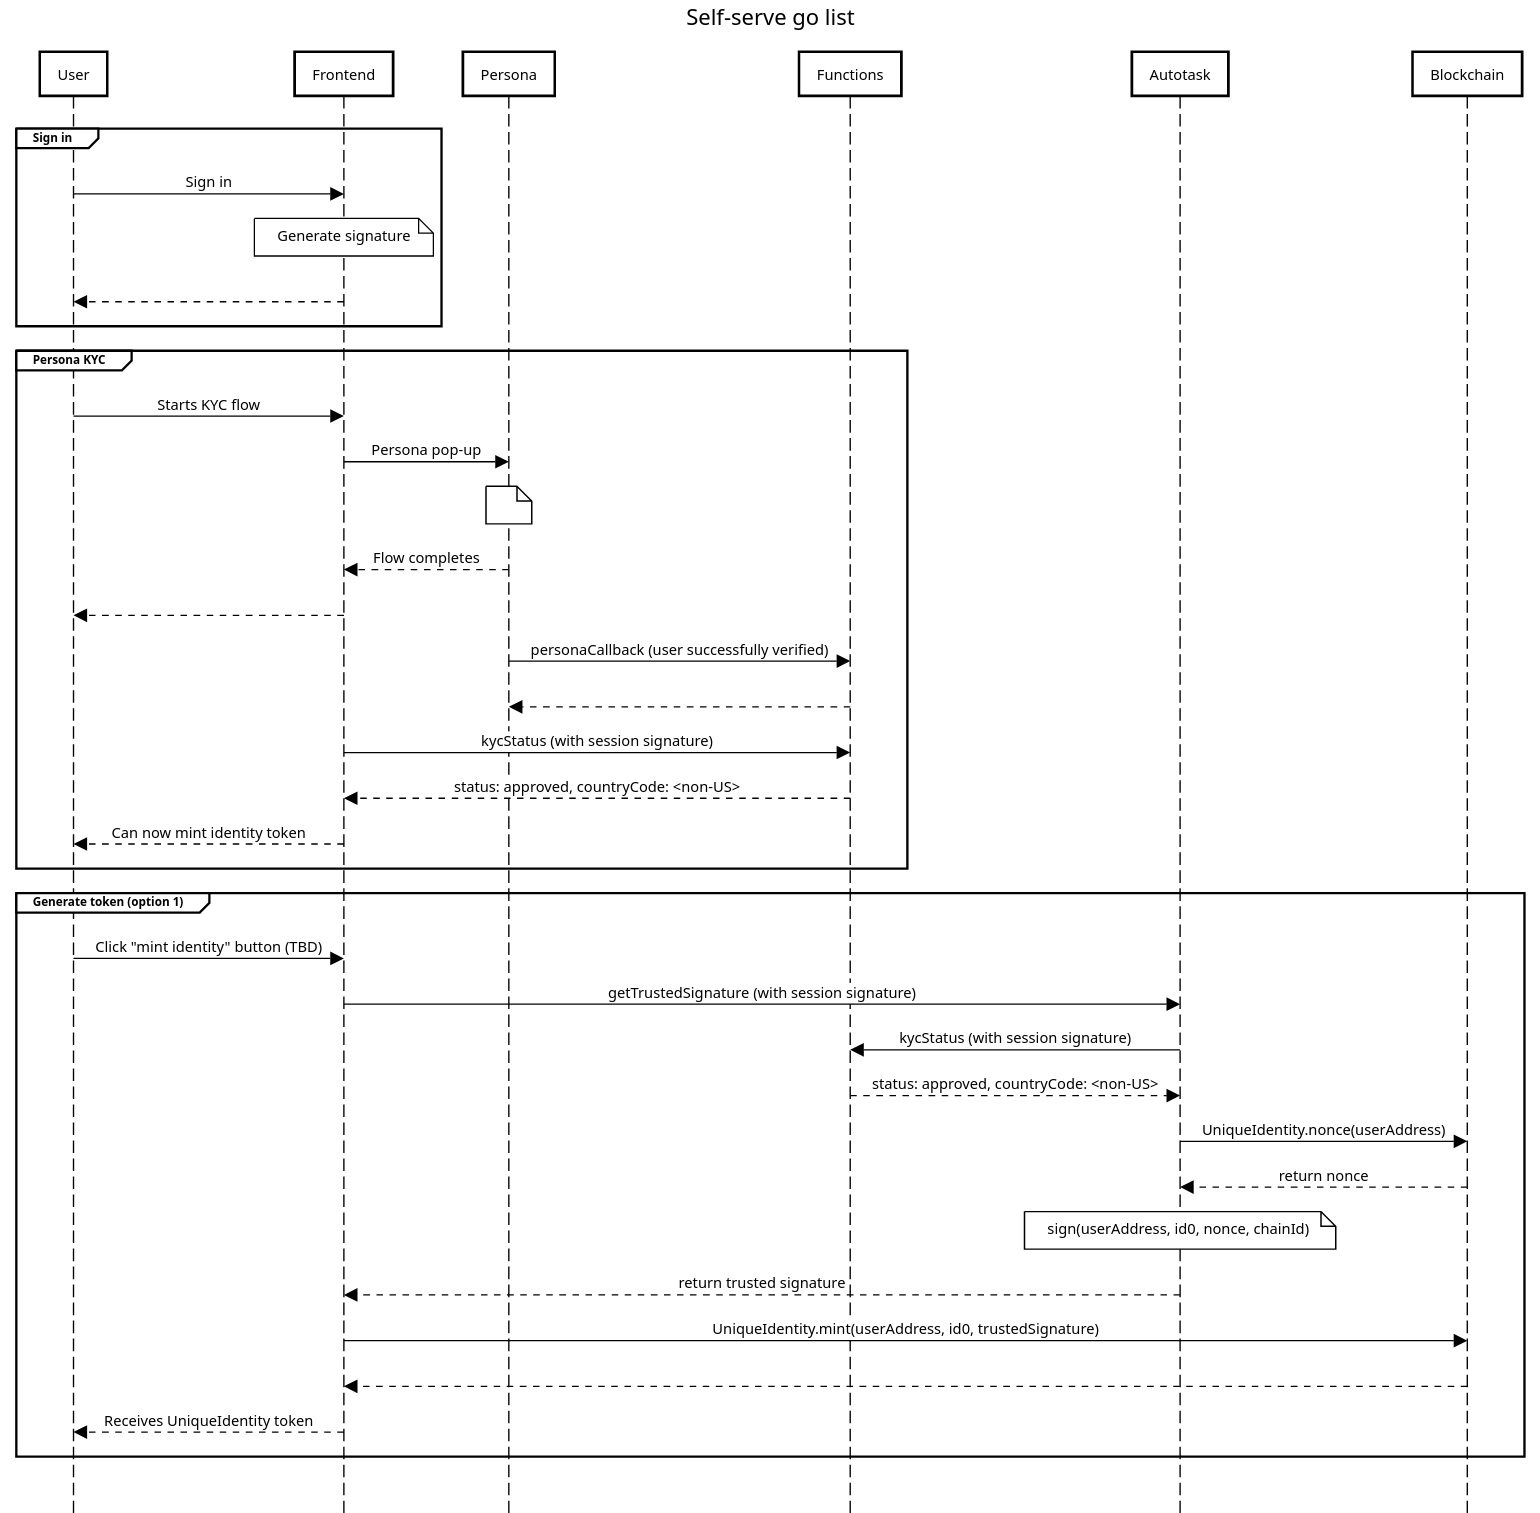 Self-serve go list
User
Frontend
Persona
Functions
Autotask
Blockchain
Sign in
Sign in
Generate signature
Persona KYC
Starts KYC flow
Persona pop-up
Flow completes
personaCallback (user successfully verified)
kycStatus (with session signature)
status: approved, countryCode: <non-US>
Can now mint identity token
Generate token (option 1)
Click "mint identity" button (TBD)
getTrustedSignature (with session signature)
kycStatus (with session signature)
status: approved, countryCode: <non-US>
UniqueIdentity.nonce(userAddress)
return nonce
sign(userAddress, id0, nonce, chainId)
return trusted signature
UniqueIdentity.mint(userAddress, id0, trustedSignature)
Receives UniqueIdentity token